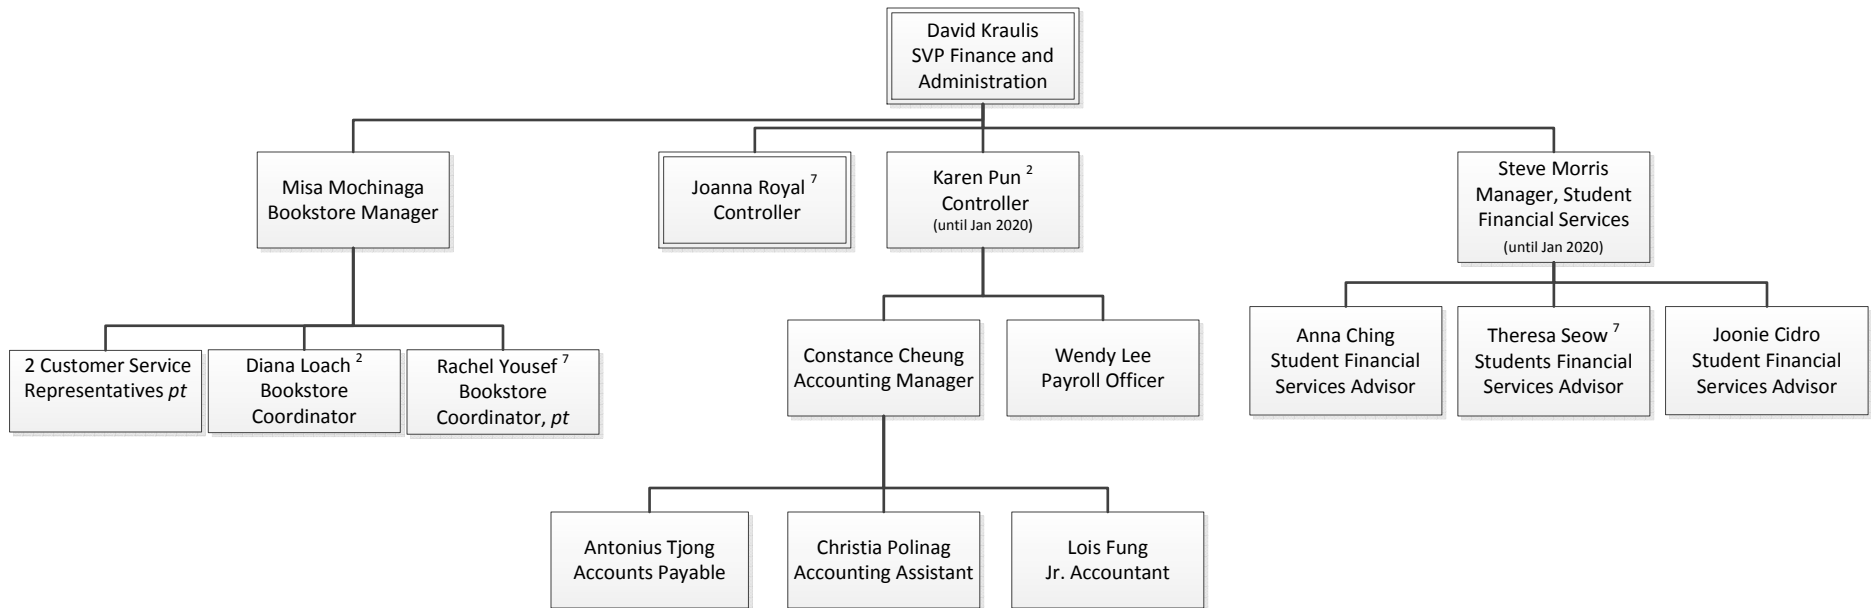 David Kraulis
SVP Finance and
Administration
Misa Mochinaga
Bookstore Manager
Joanna Royal 7
Controller
Karen Pun 2
Controller
(until Jan 2020)
Steve Morris
Manager, Student
Financial Services
(until Jan 2020)
2 Customer Service
Representatives pt
Diana Loach 2
Bookstore
Coordinator
Rachel Yousef 7
Bookstore
Coordinator, pt
Constance Cheung
Accounting Manager
Wendy Lee
Payroll Officer
Anna Ching
Student Financial
Services Advisor
Theresa Seow 7
Students Financial
Services Advisor
Joonie Cidro
Student Financial
Services Advisor
Antonius Tjong
Accounts Payable
Christia Polinag
Accounting Assistant
Lois Fung
Jr. Accountant